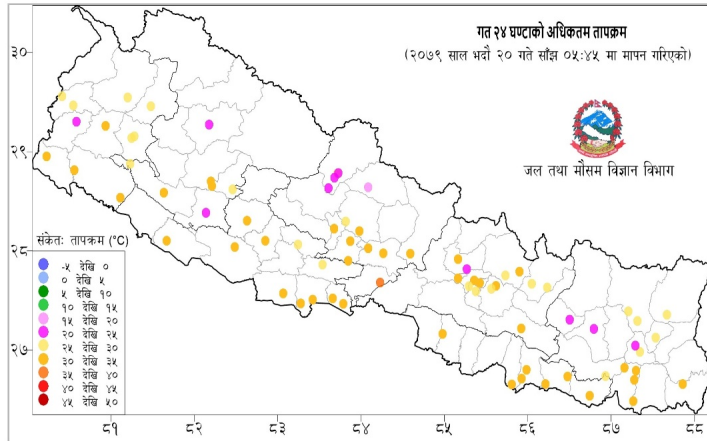 गत २४ घण्टाको अधिकतम तापक्रम
(२०७९ साल भदौ २० गते साँझ ०५:४५ मा मापन गरिएको)
जल तथा मौसम विज्ञान विभाग
३०
२९
२८
२७
संकेतः तापक्रम (°C)
-५ देखि ०
० देखि ५
५ देखि १०
१० देखि १५
१५ देखि २०
२० देखि २५
२५ देखि ३०
३० देखि ३५
३५ देखि ४०
४० देखि ४५
४५ देखि ५०
८१ ८२ ८३ ८४ ८५ ८६ ८७ ८८